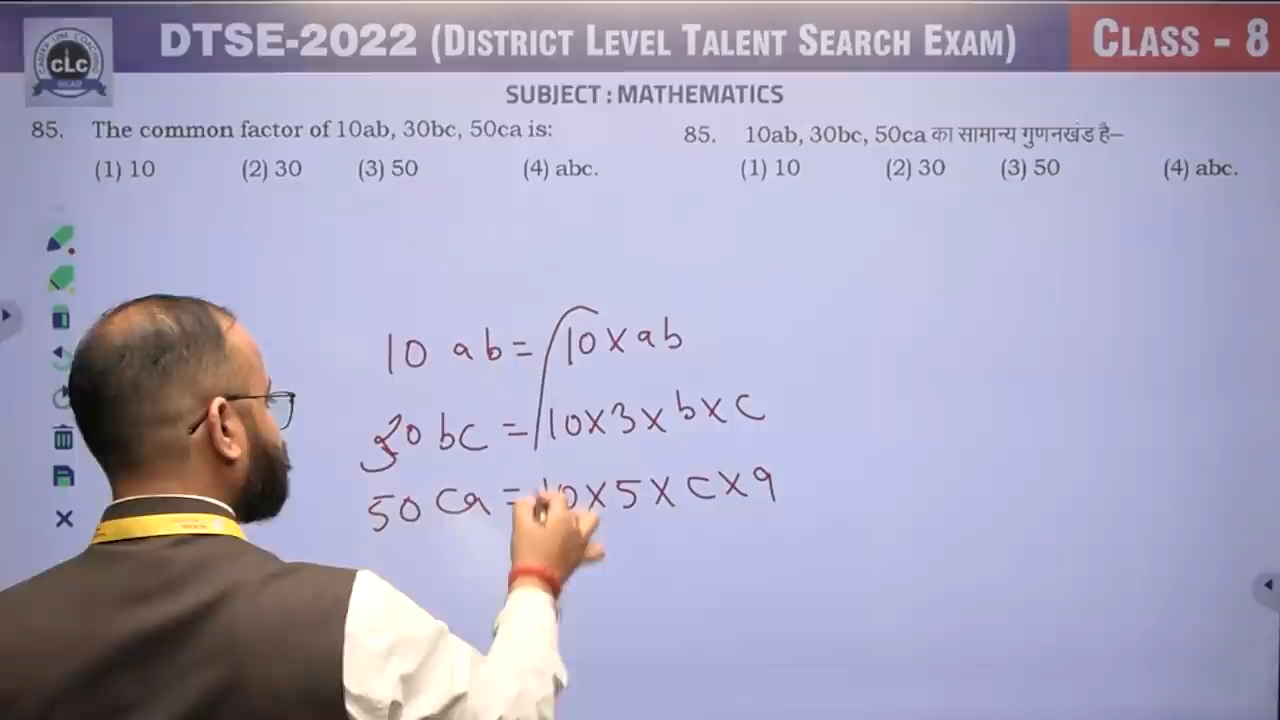 cLc
DTSE-2022 (DISTRICT LEVEL TALENT SEARCH EXAM)
CLASS - 8
SUBJECT : MATHEMATICS
85. The common factor of 10ab, 30bc, 50ca is:
(1) 10 (2) 30 (3) 50 (4) abc.
85. 10ab, 30bc, 50ca का सामान्य गुणनखंड है–
(1) 10 (2) 30 (3) 50 (4) abc.
10 ab = 10 x ab
30 bc = 10 x 3 x b x c
50 ca = 10 x 5 x c x a